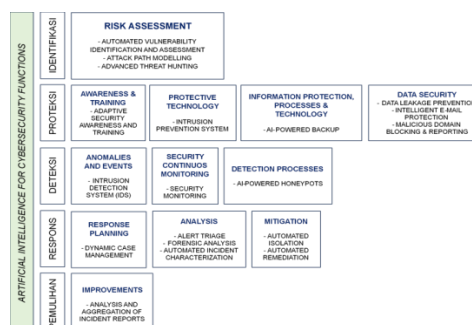 ARTIFICIAL INTELLIGENCE FOR CYBERSECURITY FUNCTIONS
IDENTIFIKASI
RISK ASSESSMENT
- AUTOMATED VULNERABILITY
IDENTIFICATION AND ASSESSMENT
- ATTACK PATH MODELLING
- ADVANCED THREAT HUNTING
PROTEKSI
AWARENESS &
TRAINING
- ADAPTIVE
SECURITY
AWARENESS AND
TRAINING
PROTECTIVE
TECHNOLOGY
- INTRUSION
PREVENTION SYSTEM
INFORMATION PROTECTION,
PROCESSES &
TECHNOLOGY
- AI-POWERED BACKUP
DATA SECURITY
- DATA LEAKAGE PREVENTION
- INTELLIGENT E-MAIL
PROTECTION
- MALICIOUS DOMAIN
BLOCKING & REPORTING
DETEKSI
ANOMALIES
AND EVENTS
- INTRUSION
DETECTION
SYSTEM (IDS)
SECURITY
CONTINUOS
MONITORING
- SECURITY
MONITORING
DETECTION PROCESSES
- AI-POWERED HONEYPOTS
RESPONS
RESPONSE
PLANNING
- DYNAMIC CASE
MANAGEMENT
ANALYSIS
- ALERT TRIAGE
- FORENSIC ANALYSIS
- AUTOMATED INCIDENT
CHARACTERIZATION
MITIGATION
- AUTOMATED
ISOLATION
- AUTOMATED
REMEDIATION
PEMULIHAN
IMPROVEMENTS
- ANALYSIS AND
AGGREGATION OF
INCIDENT REPORTS